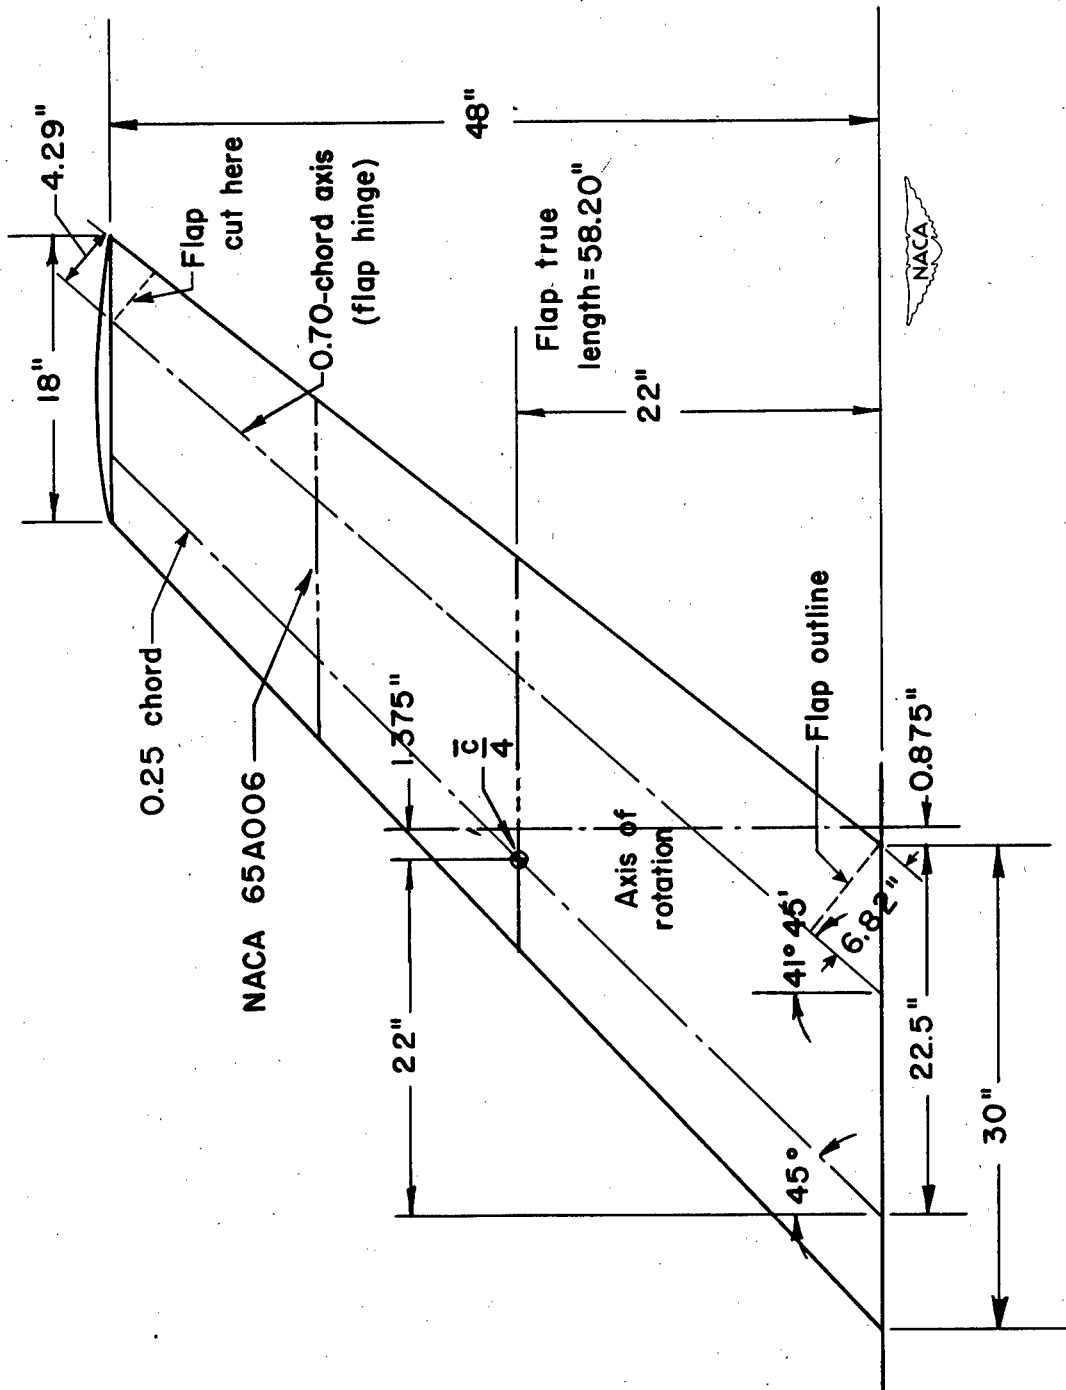 4.29"
18"
Flap
cut here
48"
0.25 chord
0.70-chord axis
(flap hinge)
NACA 65A006
Flap true
length=58.20"
1.375"
c̅
4
22"
22"
Axis of
rotation
Flap outline
NACA
41°45'
6.82"
0.875"
45°
22.5"
30"